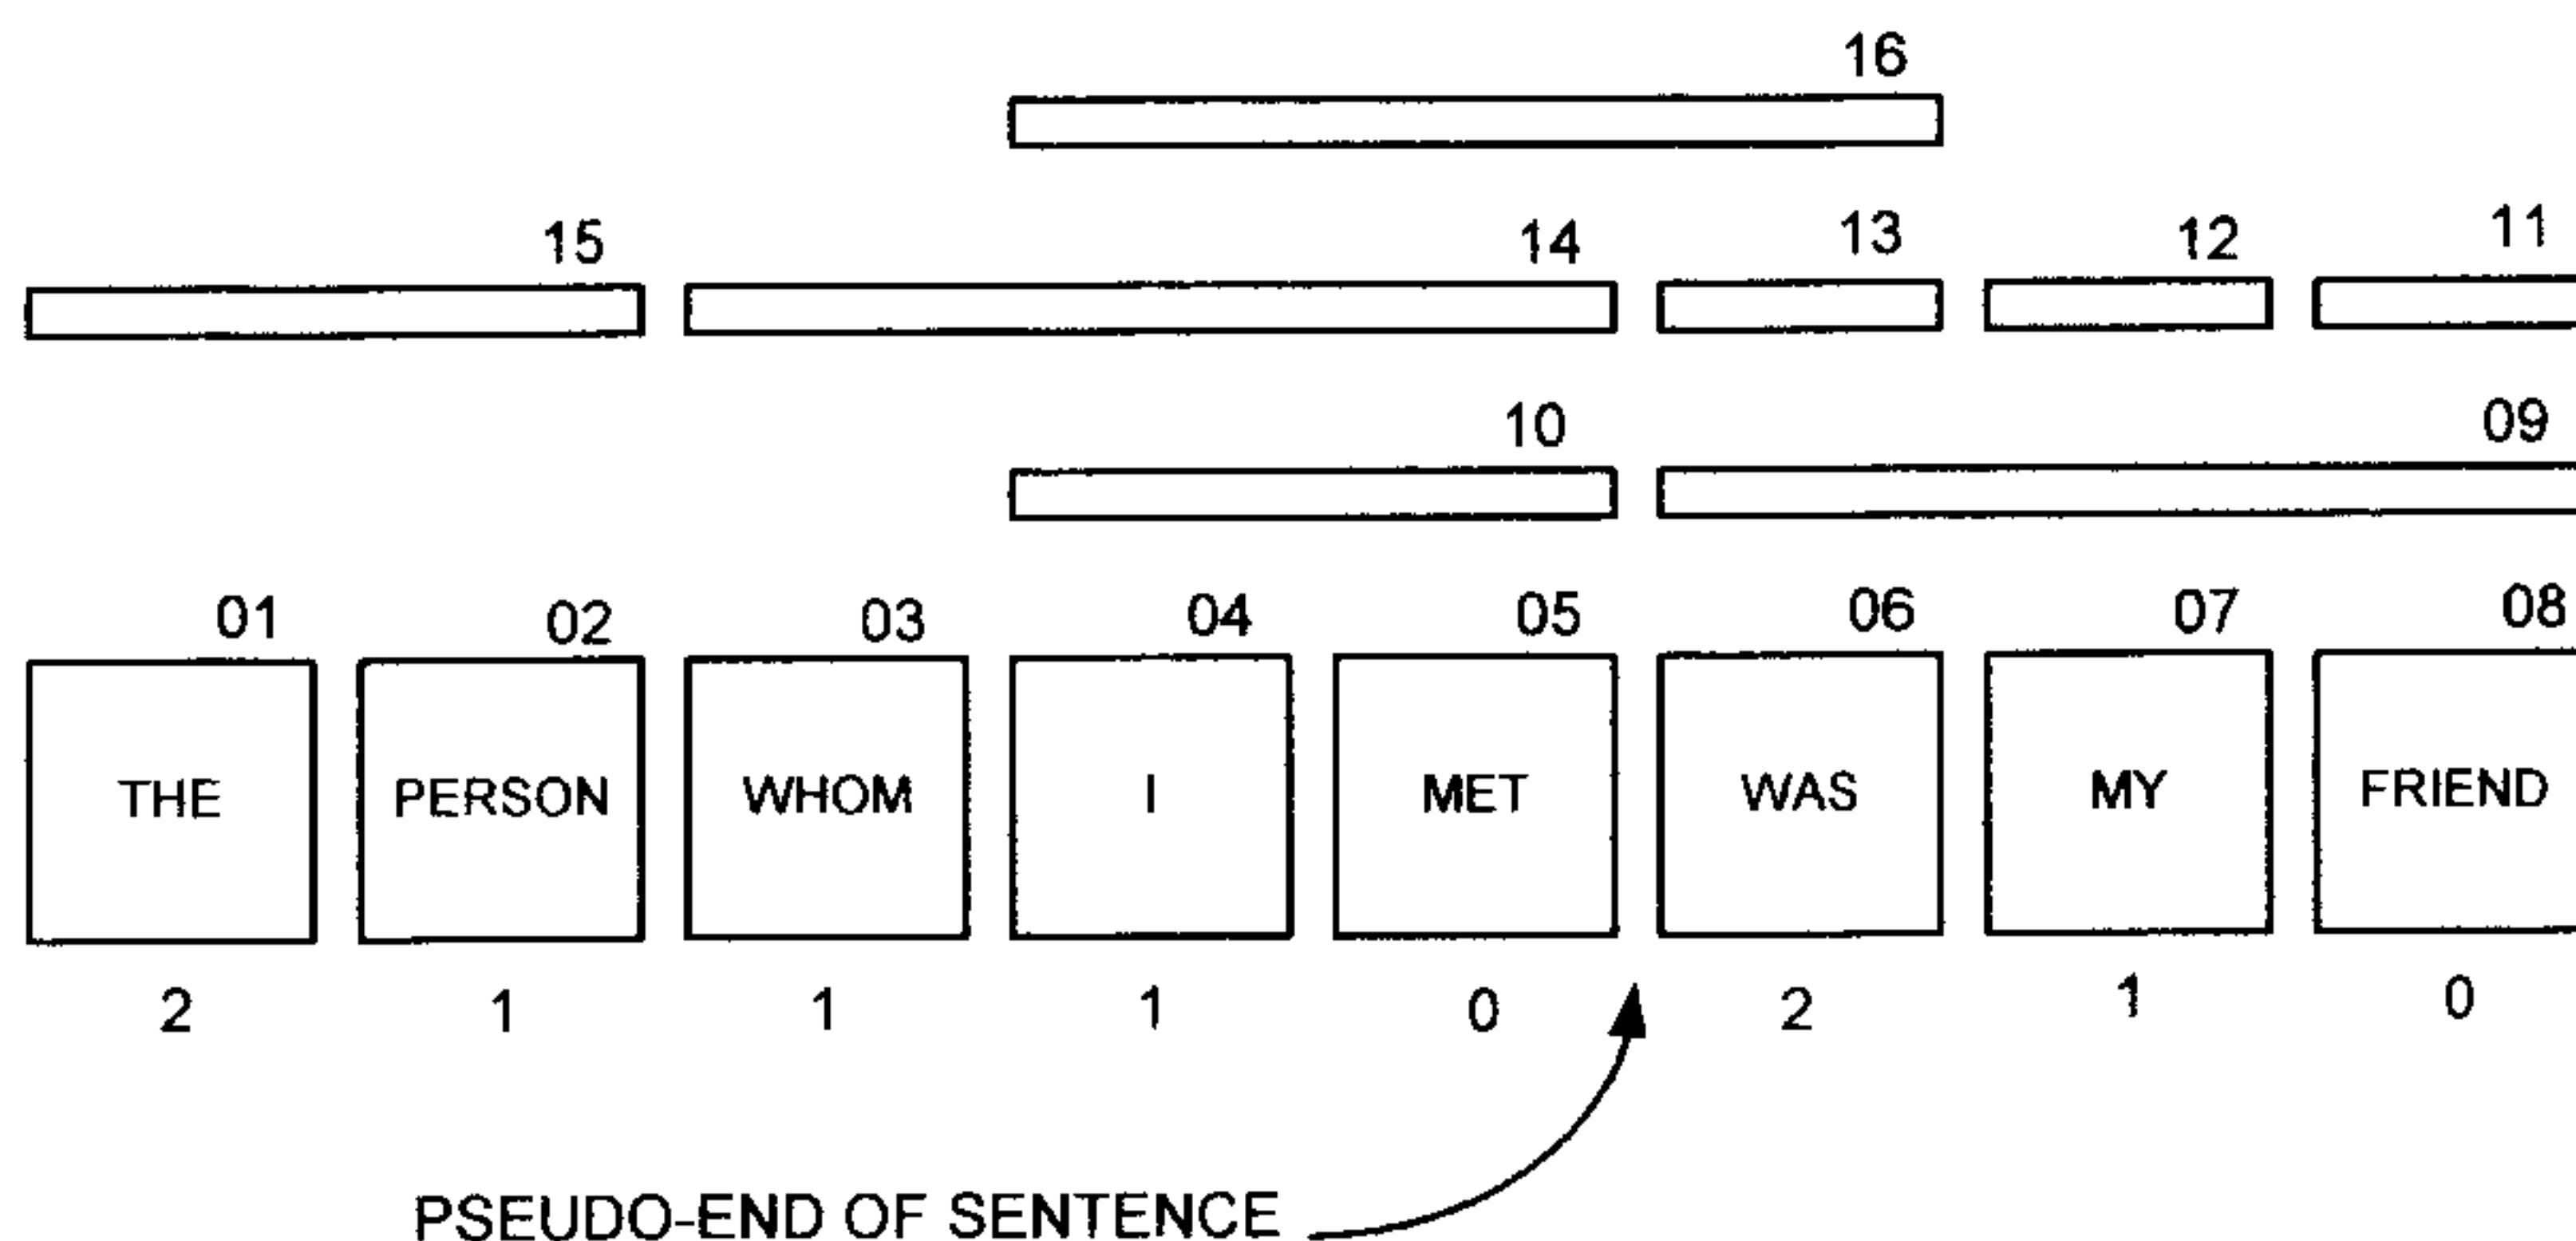 16
15 14 13 12 11
10 09
01 02 03 04 05 06 07 08
THE PERSON WHOM I MET WAS MY FRIEND
2 1 1 1 0 2 1 0
PSEUDO-END OF SENTENCE